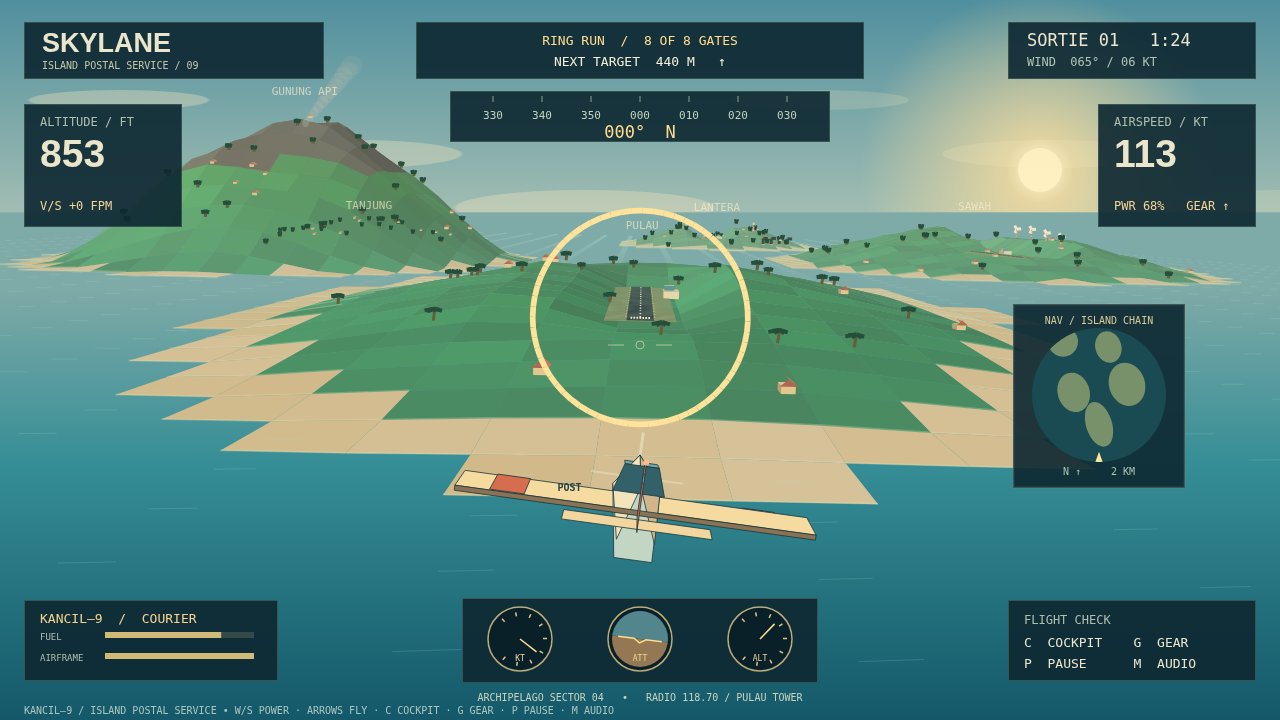 SKYLANE
ISLAND POSTAL SERVICE / 09
RING RUN / 8 OF 8 GATES
NEXT TARGET 440 M ↑
SORTIE 01 1:24
WIND 065° / 06 KT
GUNUNG API
330 340 350 000 010 020 030
000° N
ALTITUDE / FT
853
V/S +0 FPM
AIRSPEED / KT
113
PWR 68% GEAR ↑
TANJUNG
LANTERA
SAWAH
PULAU
NAV / ISLAND CHAIN
N ↑ 2 KM
POST
KANCIL—9 / COURIER
FUEL
AIRFRAME
KT
ATT
ALT
FLIGHT CHECK
C COCKPIT G GEAR
P PAUSE M AUDIO
ARCHIPELAGO SECTOR 04 • RADIO 118.70 / PULAU TOWER
KANCIL—9 / ISLAND POSTAL SERVICE • W/S POWER · ARROWS FLY · C COCKPIT · G GEAR · P PAUSE · M AUDIO